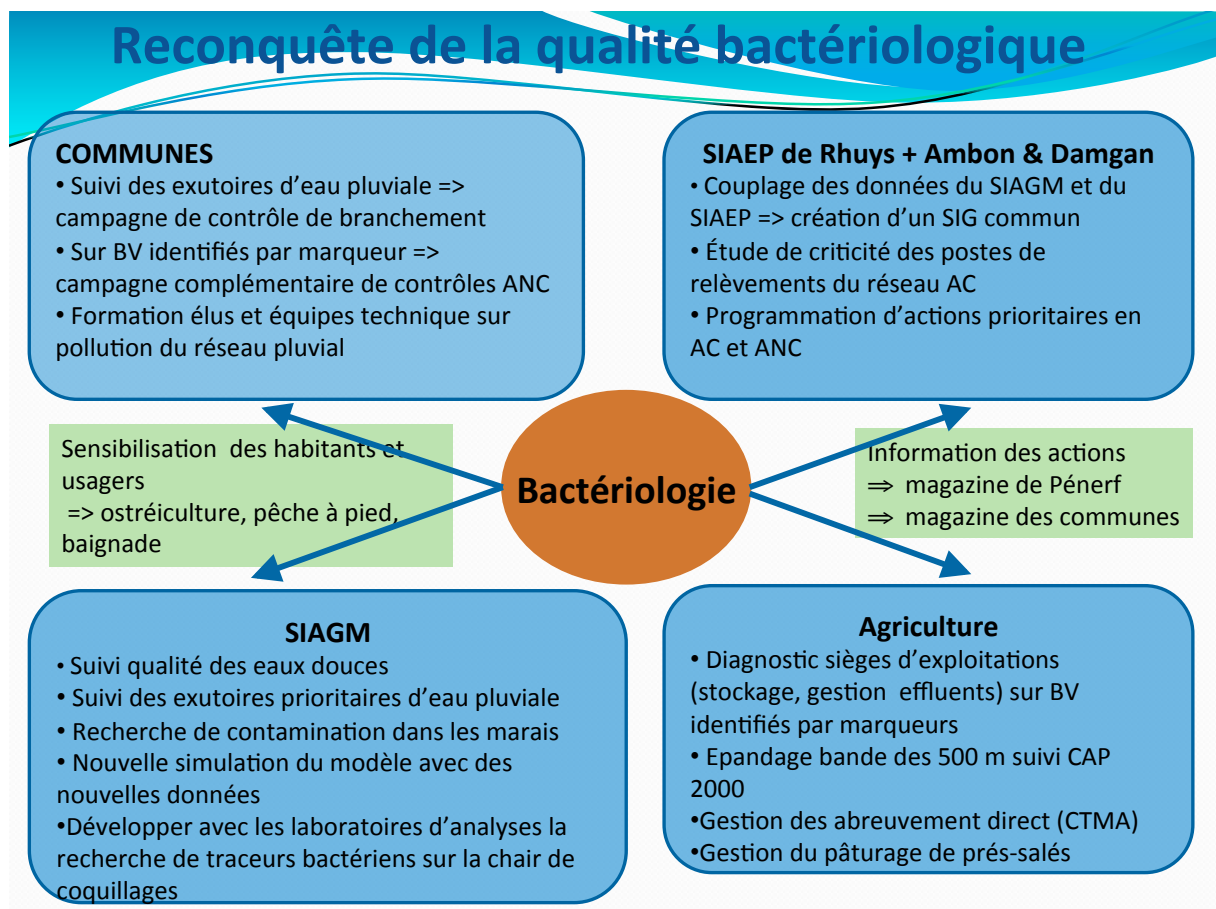 Reconquête de la qualité bactériologique
COMMUNES
• Suivi des exutoires d'eau pluviale =>
campagne de contrôle de branchement
• Sur BV identifiés par marqueur =>
campagne complémentaire de contrôles ANC
• Formation élus et équipes technique sur
pollution du réseau pluvial
SIAEP de Rhuys + Ambon & Damgan
• Couplage des données du SIAGM et du
SIAEP => création d'un SIG commun
• Étude de criticité des postes de
relèvements du réseau AC
• Programmation d'actions prioritaires en
AC et ANC
Sensibilisation des habitants et
usagers
=> ostréiculture, pêche à pied,
baignade
Bactériologie
Information des actions
⇒ magazine de Pénerf
⇒ magazine des communes
SIAGM
• Suivi qualité des eaux douces
• Suivi des exutoires prioritaires d'eau pluviale
• Recherche de contamination dans les marais
• Nouvelle simulation du modèle avec des
nouvelles données
•Développer avec les laboratoires d'analyses la
recherche de traceurs bactériens sur la chair de
coquillages
Agriculture
• Diagnostic sièges d'exploitations
(stockage, gestion effluents) sur BV
identifiés par marqueurs
• Epandage bande des 500 m suivi CAP
2000
•Gestion des abreuvement direct (CTMA)
•Gestion du pâturage de prés-salés